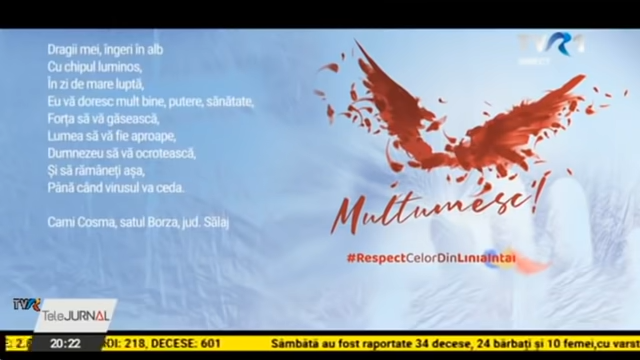 TVR1
DIRECT
Dragii mei, îngeri în alb
Cu chipul luminos,
În zi de mare luptă,
Eu vă doresc mult bine, putere, sănătate,
Forța să vă găsească,
Lumea să vă fie aproape,
Dumnezeu să vă ocrotească,
Și să rămâneți așa,
Până când virusul va ceda.
Cami Cosma, satul Borza, jud. Sălaj
Multumesc!
#RespectCelorDinLiniaIntai
TVR
TeleJURNAL
20:22
218, DECESE: 601
Sâmbătă au fost raportate 34 decese, 24 bărbați și 10 femei,cu varst